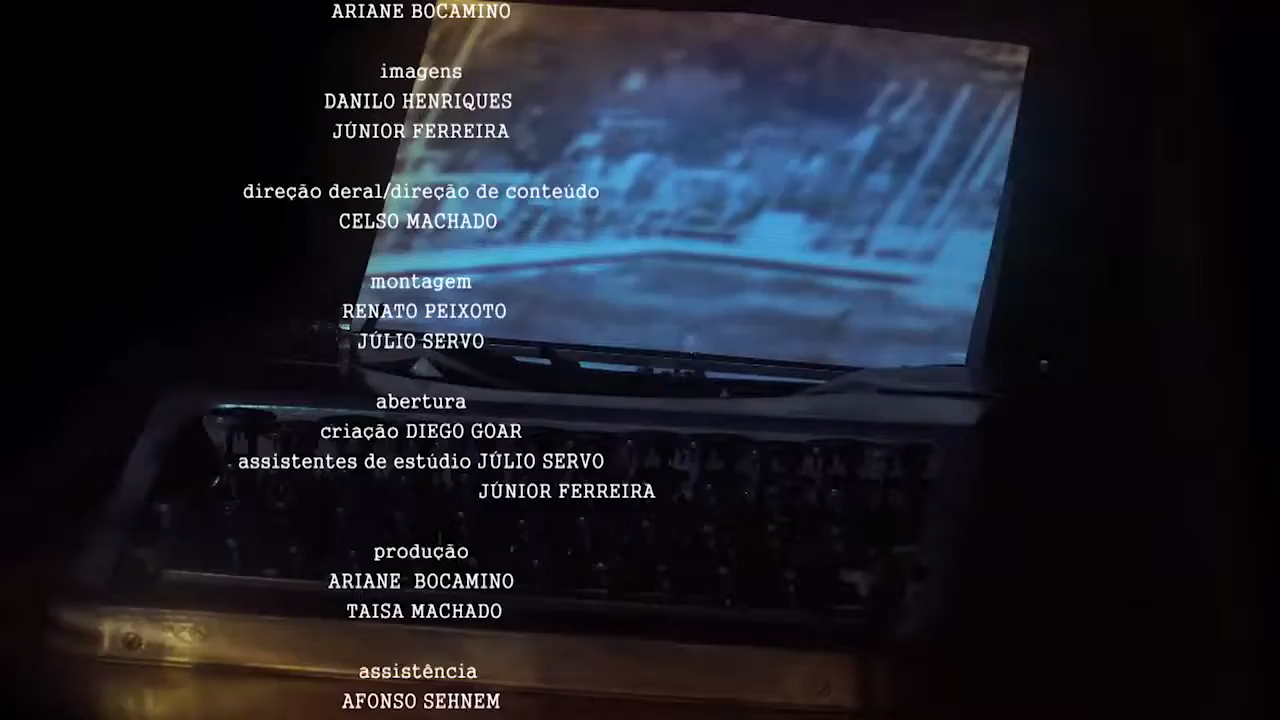 ARIANE BOCAMINO
imagens
DANILO HENRIQUES
JÚNIOR FERREIRA
direção deral/direção de conteúdo
CELSO MACHADO
montagem
RENATO PEIXOTO
JÚLIO SERVO
abertura
criação DIEGO GOAR
assistentes de estúdio JÚLIO SERVO
JÚNIOR FERREIRA
produção
ARIANE BOCAMINO
TAISA MACHADO
assistência
AFONSO SEHNEM